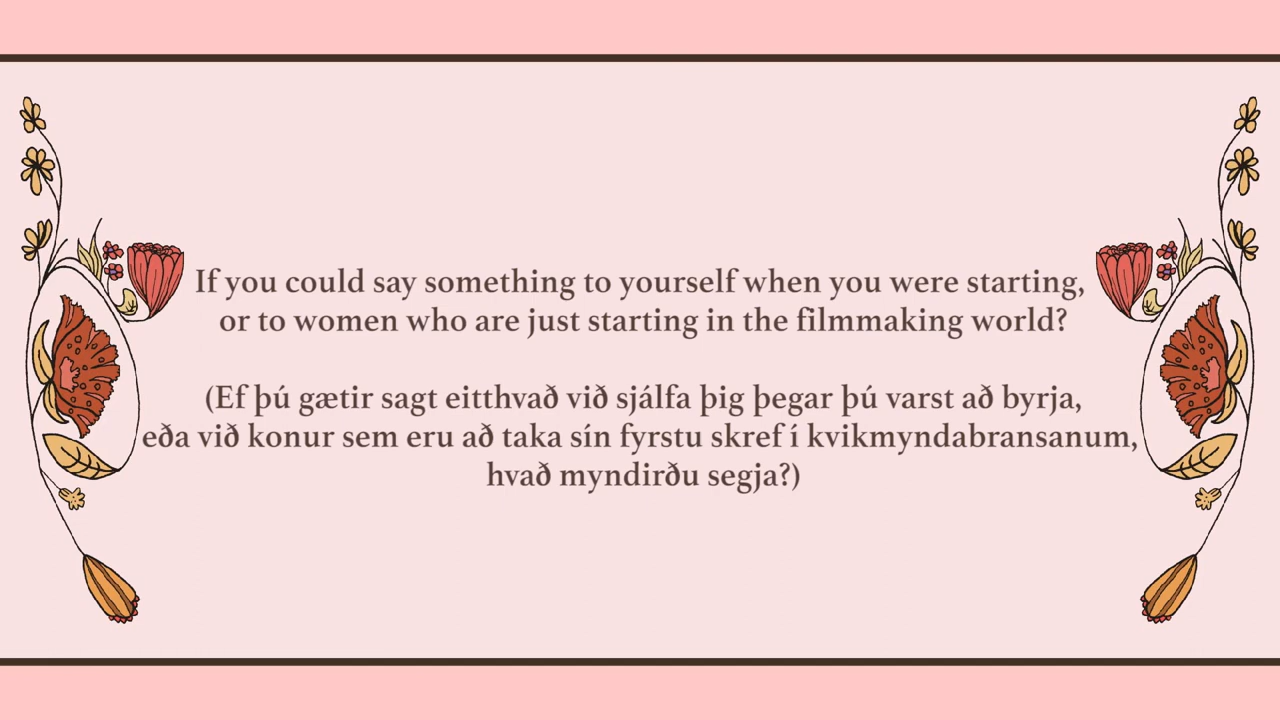 If you could say something to yourself when you were starting,
or to women who are just starting in the filmmaking world?
(Ef þú gætir sagt eitthvað við sjálfa þig þegar þú varst að byrja,
eða við konur sem eru að taka sín fyrstu skref í kvikmyndabransanum,
hvað myndirðu segja?)